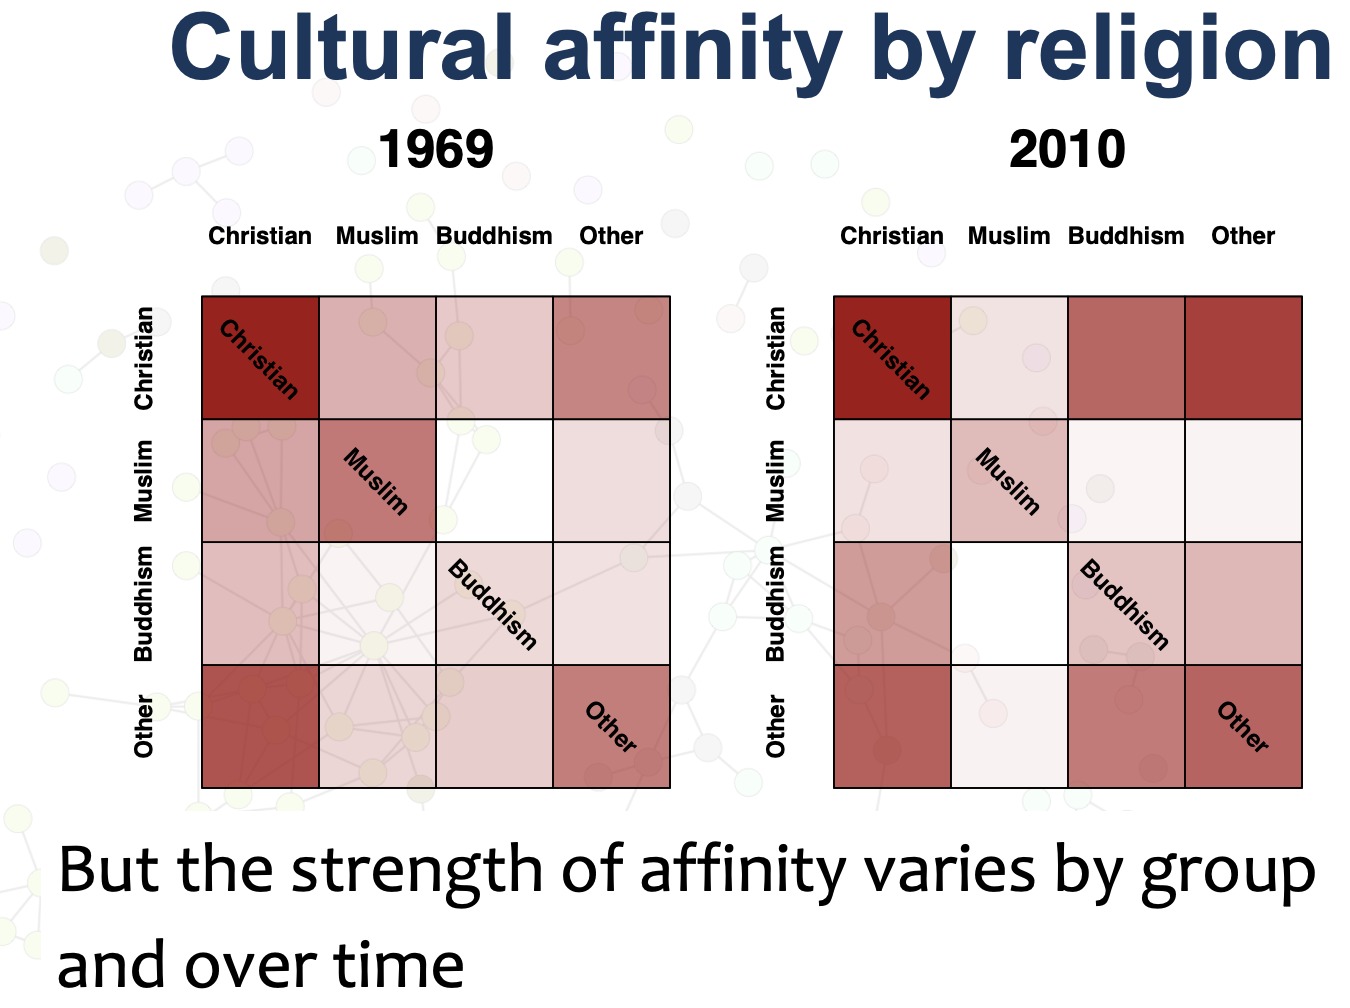 Cultural affinity by religion
1969
2010
Christian Muslim Buddhism Other
Christian Muslim Buddhism Other
Christian
Muslim
Buddhism
Other
Christian
Muslim
Buddhism
Other
Christian
Muslim
Buddhism
Other
Christian
Muslim
Buddhism
Other
But the strength of affinity varies by group
and over time